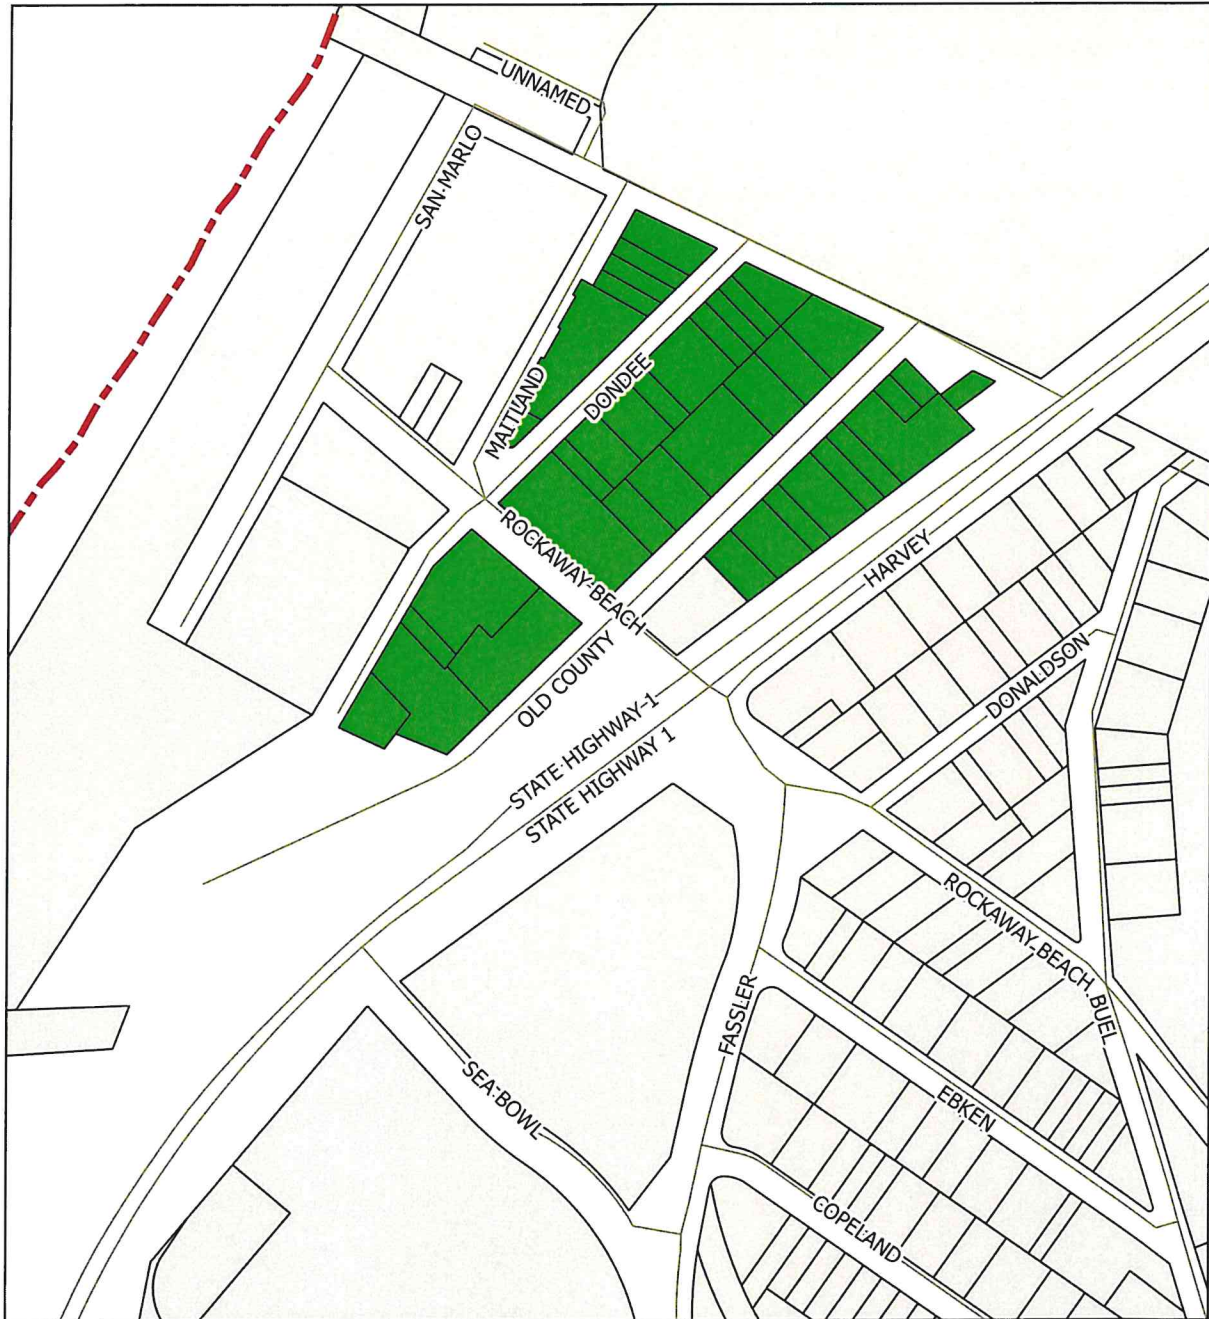 UNNAMED
SAN MARLO
MAITLAND
DONDEE
ROCKAWAY BEACH
HARVEY
OLD COUNTY
DONALDSON
STATE HIGHWAY 1
STATE HIGHWAY 1
ROCKAWAY BEACH
BUEL
FASSLER
SEA BOWL
EBKEN
COPELAND